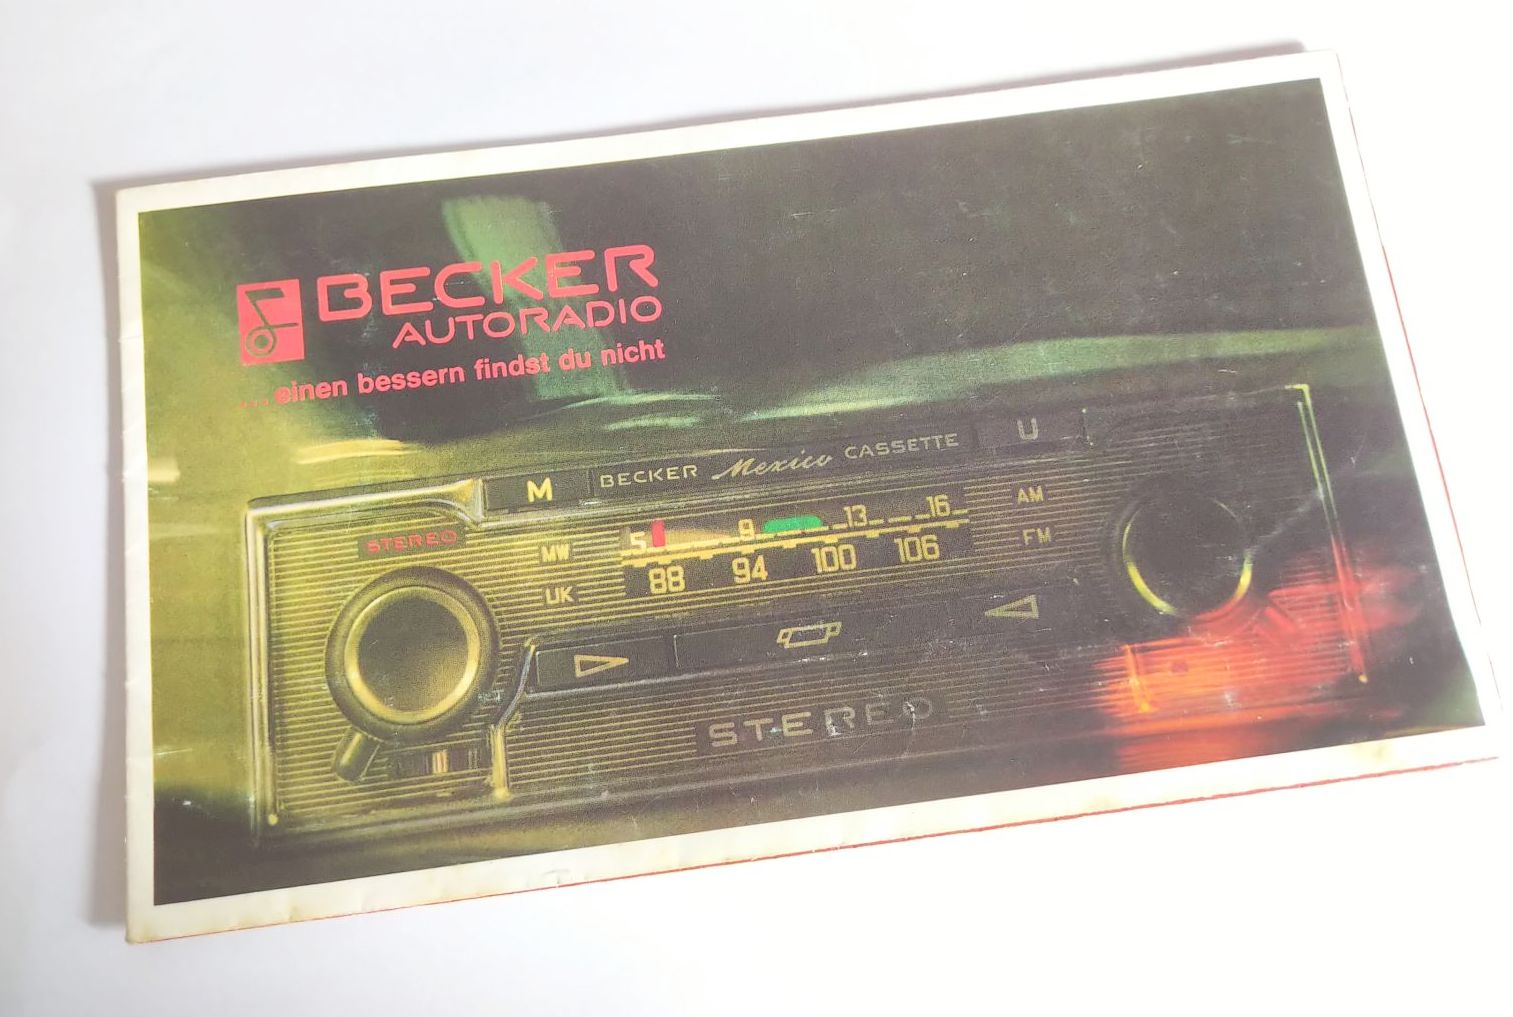 BECKER
AUTORADIO
...einen bessern findst du nicht
M
BECKER Mexico CASSETTE
U
STEREO
MW
5 9 13 16
AM
UK
88 94 100 106
FM
STEREO